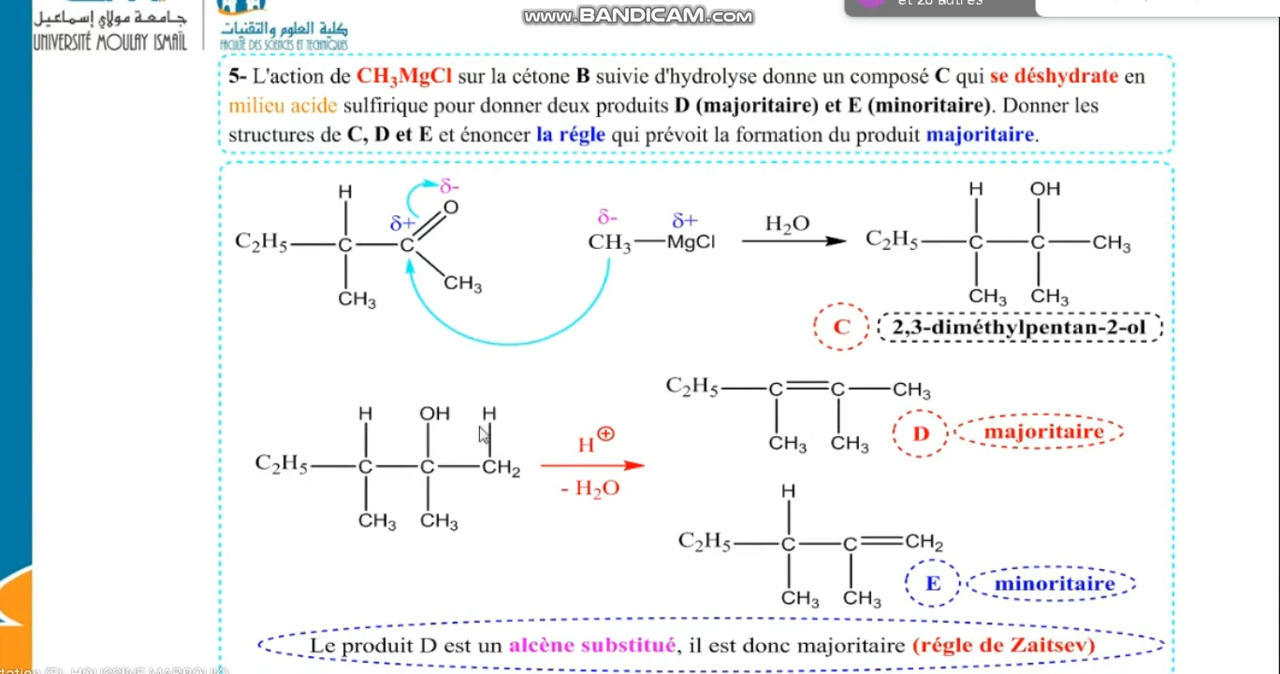 www.BANDICAM.com
et 20 autres
جامعة مولاي إسماعيل
UNIVERSITÉ MOULAY ISMAÏL
كلية العلوم والتقنيات
FACULTÉ DES SCIENCES ET TECHNIQUES
5- L'action de CH₃MgCl sur la cétone B suivie d'hydrolyse donne un composé C qui se déshydrate en
milieu acide sulfirique pour donner deux produits D (majoritaire) et E (minoritaire). Donner les
structures de C, D et E et énoncer la régle qui prévoit la formation du produit majoritaire.
H δ- H OH
δ+ O δ- δ+ H₂O
C₂H₅ C C CH₃ MgCl C₂H₅ C C CH₃
CH₃ CH₃ CH₃ CH₃
C 2,3-diméthylpentan-2-ol
C₂H₅ C C CH₃
CH₃ CH₃ D majoritaire
H OH H
C₂H₅ C C CH₂ H⊕
- H₂O
CH₃ CH₃
H
C₂H₅ C C CH₂
CH₃ CH₃ E minoritaire
Le produit D est un alcène substitué, il est donc majoritaire (régle de Zaitsev)